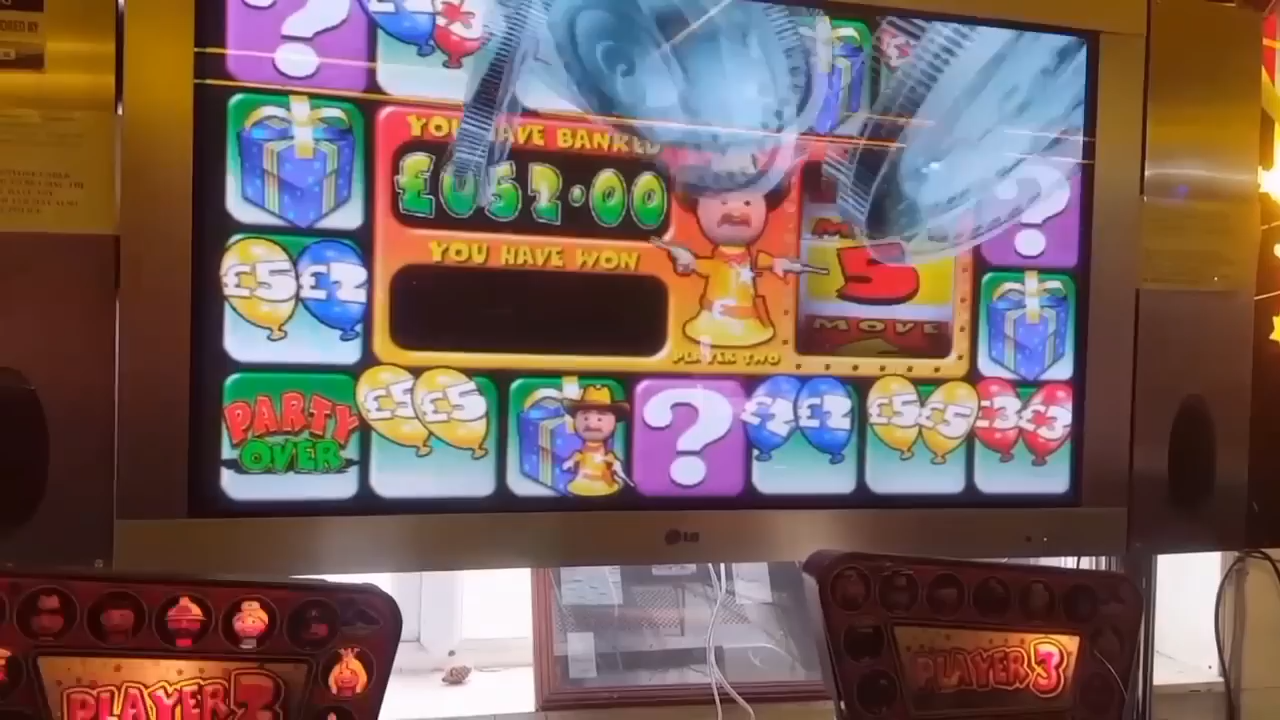 ?
YOU HAVE BANKED
£052.00
YOU HAVE WON
PLAYER TWO
5
MOVE
?
£5 £2
PARTY OVER
£5 £5
?
£2 £2
£5 £5
£3 £3
LG
PLAYER 2
PLAYER 3